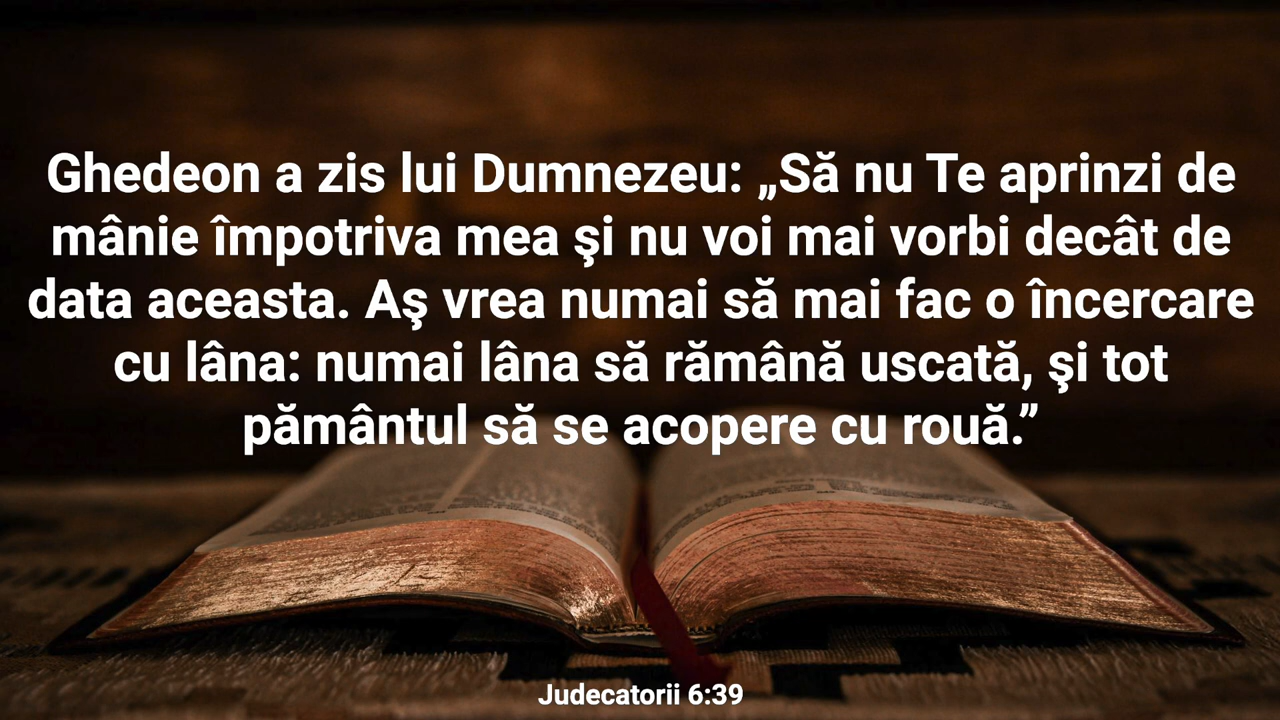 Ghedeon a zis lui Dumnezeu: „Să nu Te aprinzi de
mânie împotriva mea şi nu voi mai vorbi decât de
data aceasta. Aş vrea numai să mai fac o încercare
cu lâna: numai lâna să rămână uscată, şi tot
pământul să se acopere cu rouă.”
Judecatorii 6:39